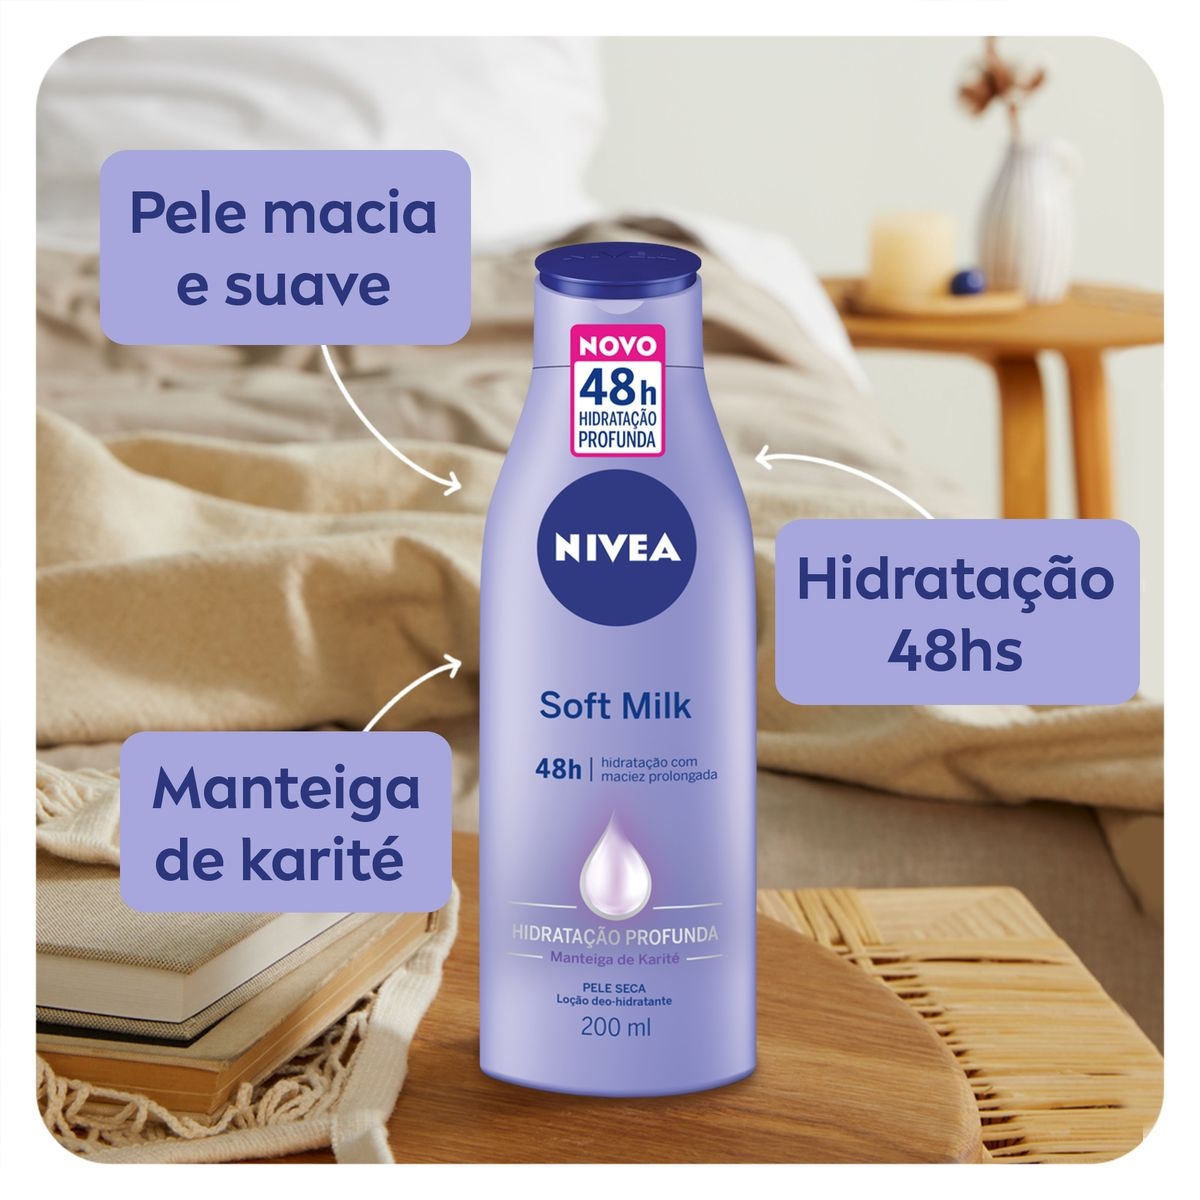 Pele macia
e suave
NOVO
48h
HIDRATAÇÃO
PROFUNDA
NIVEA
Hidratação
48hs
Soft Milk
48h | hidratação com
maciez prolongada
Manteiga
de karité
HIDRATAÇÃO PROFUNDA
Manteiga de Karité
PELE SECA
Loção deo-hidratante
200 ml